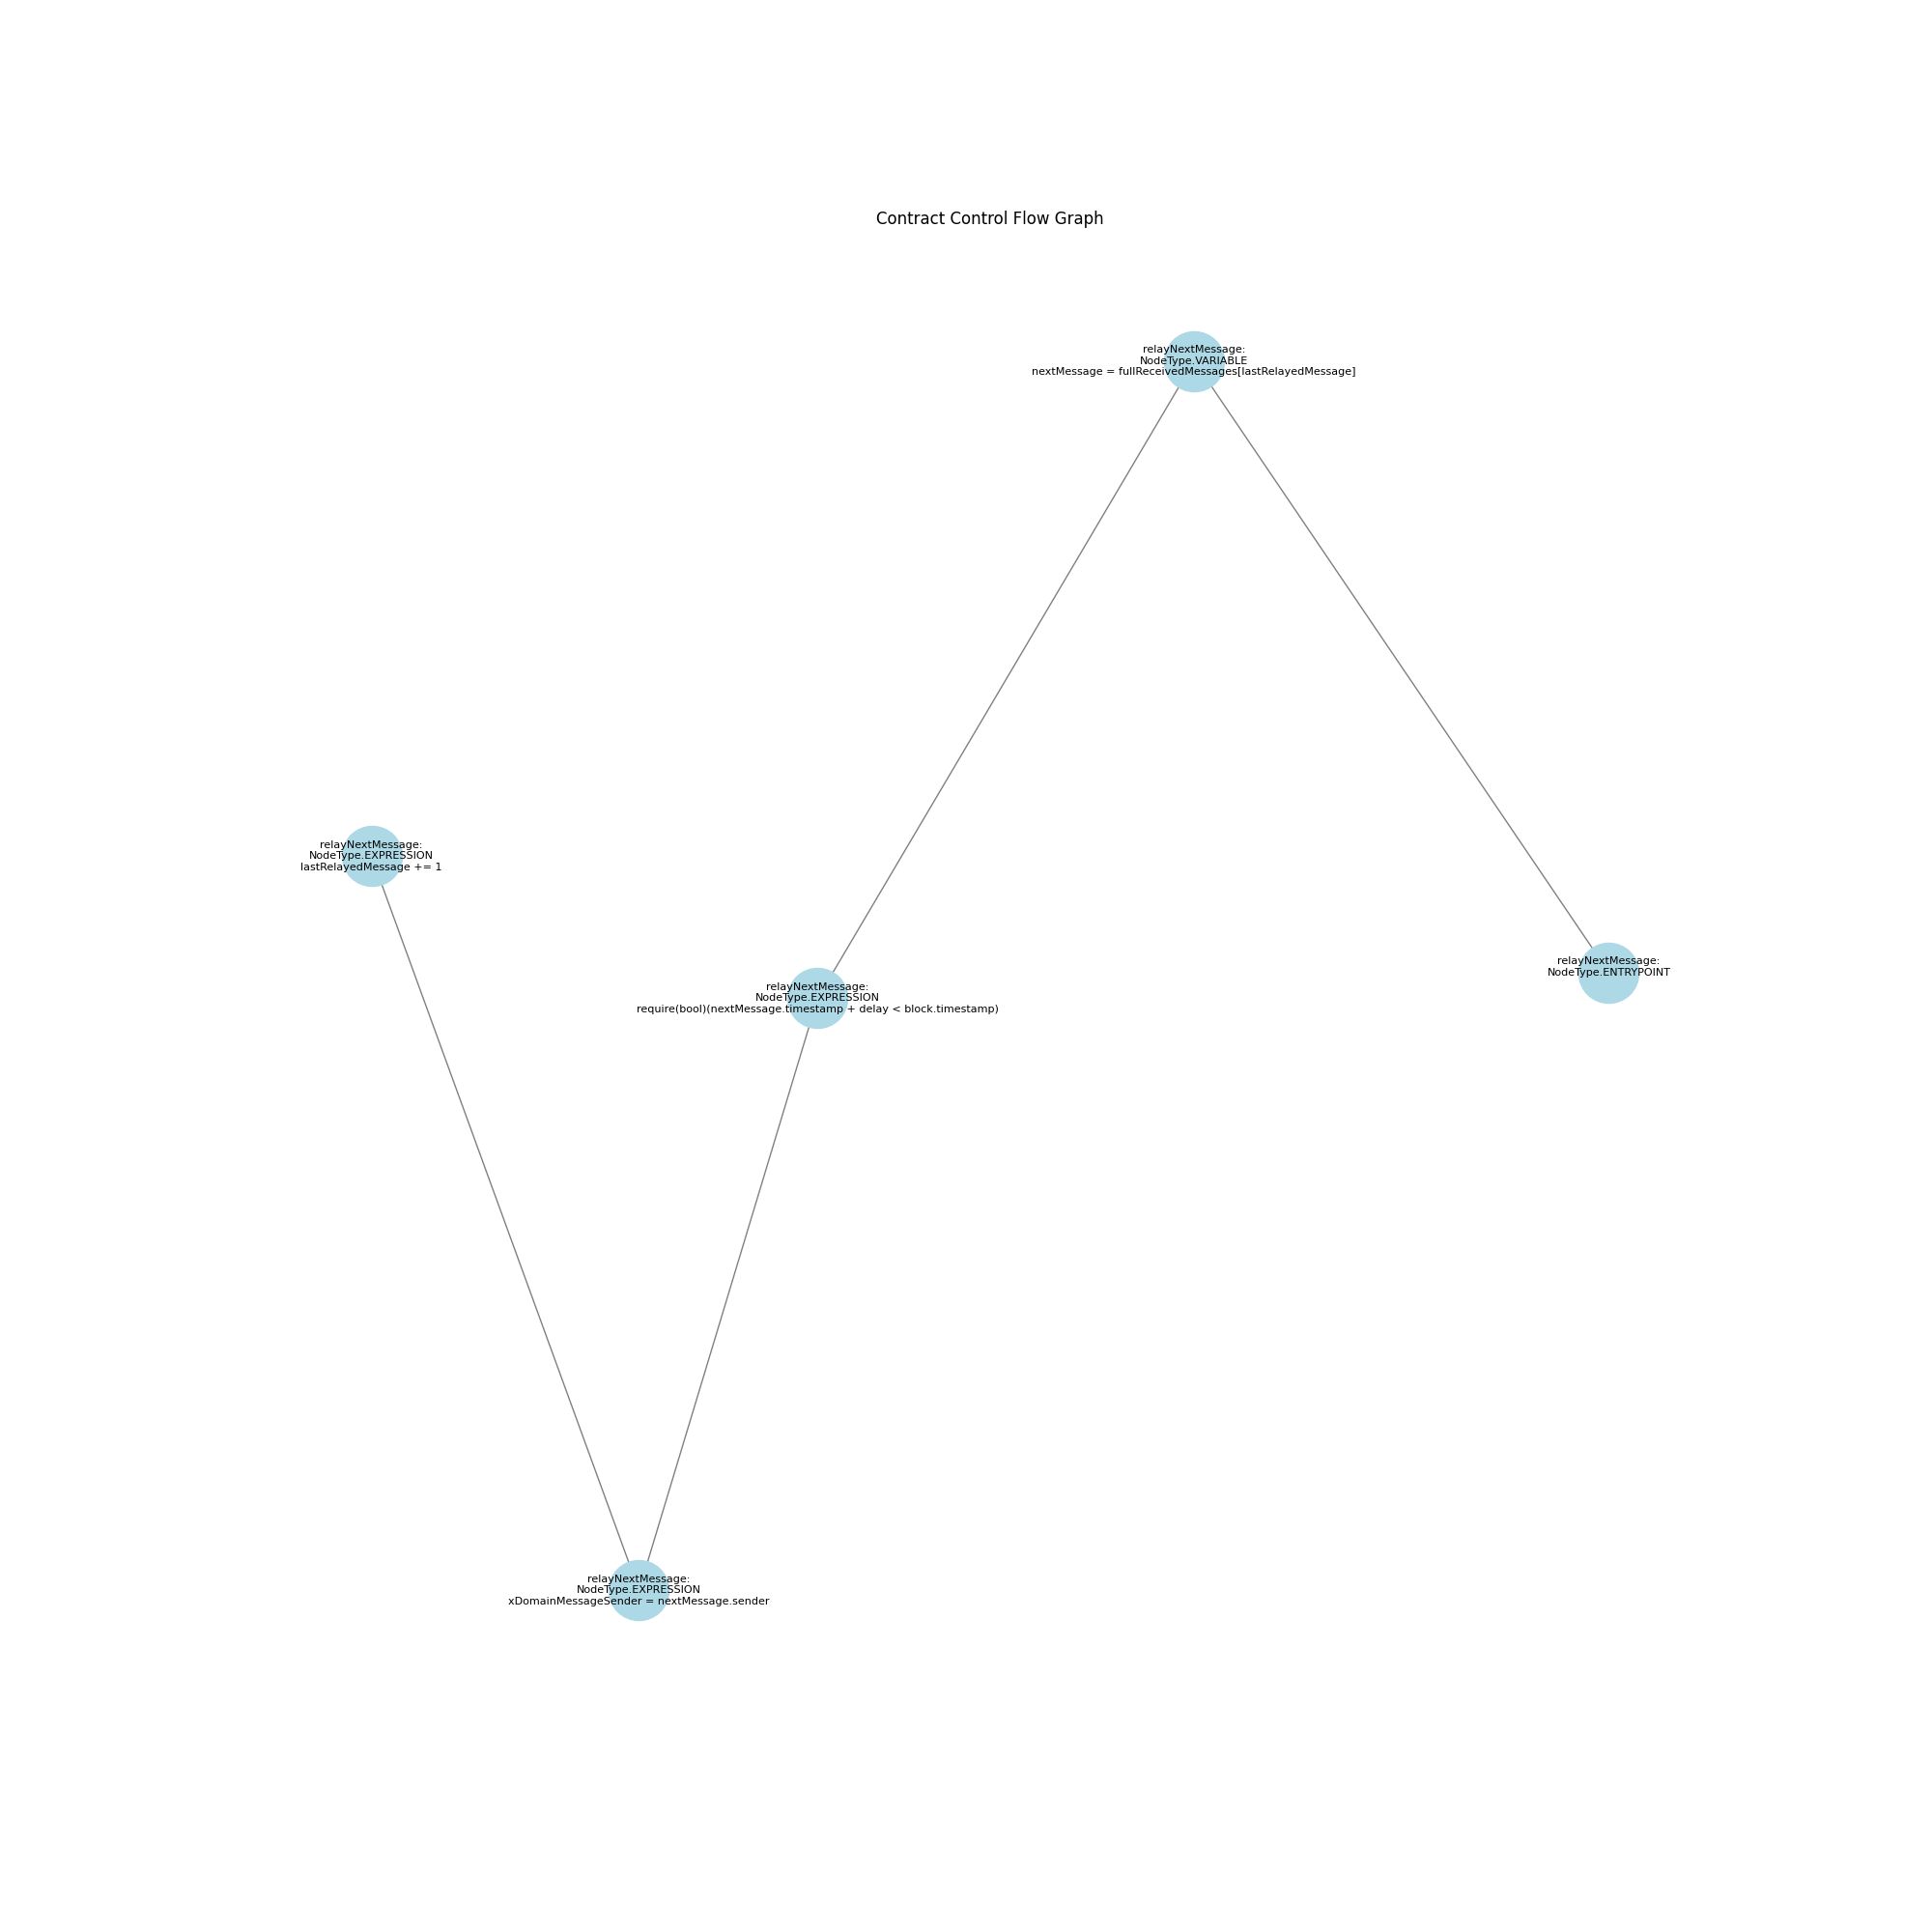 Contract Control Flow Graph
relayNextMessage:
NodeType.VARIABLE
nextMessage = fullReceivedMessages[lastRelayedMessage]
relayNextMessage:
NodeType.EXPRESSION
lastRelayedMessage += 1
relayNextMessage:
NodeType.ENTRYPOINT
relayNextMessage:
NodeType.EXPRESSION
require(bool)(nextMessage.timestamp + delay < block.timestamp)
relayNextMessage:
NodeType.EXPRESSION
xDomainMessageSender = nextMessage.sender